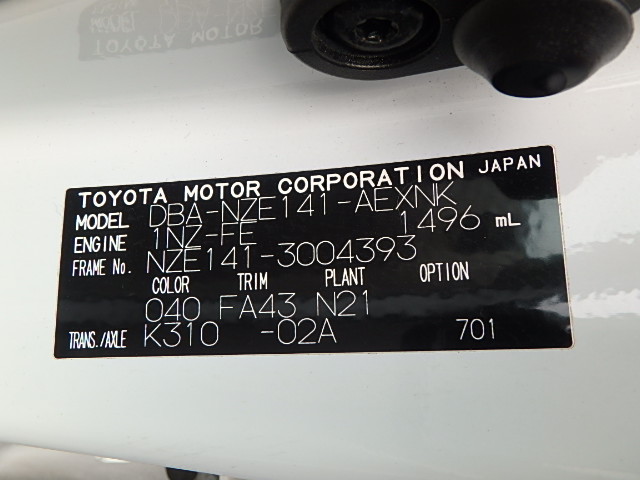 TOYOTA MOTOR CORPORATION JAPAN
MODEL DBA-NZE141-AEXNK
ENGINE 1NZ-FE 1496 mL
FRAME No. NZE141-3004393
COLOR TRIM PLANT OPTION
040 FA43 N21
TRANS./AXLE K310 -02A 701